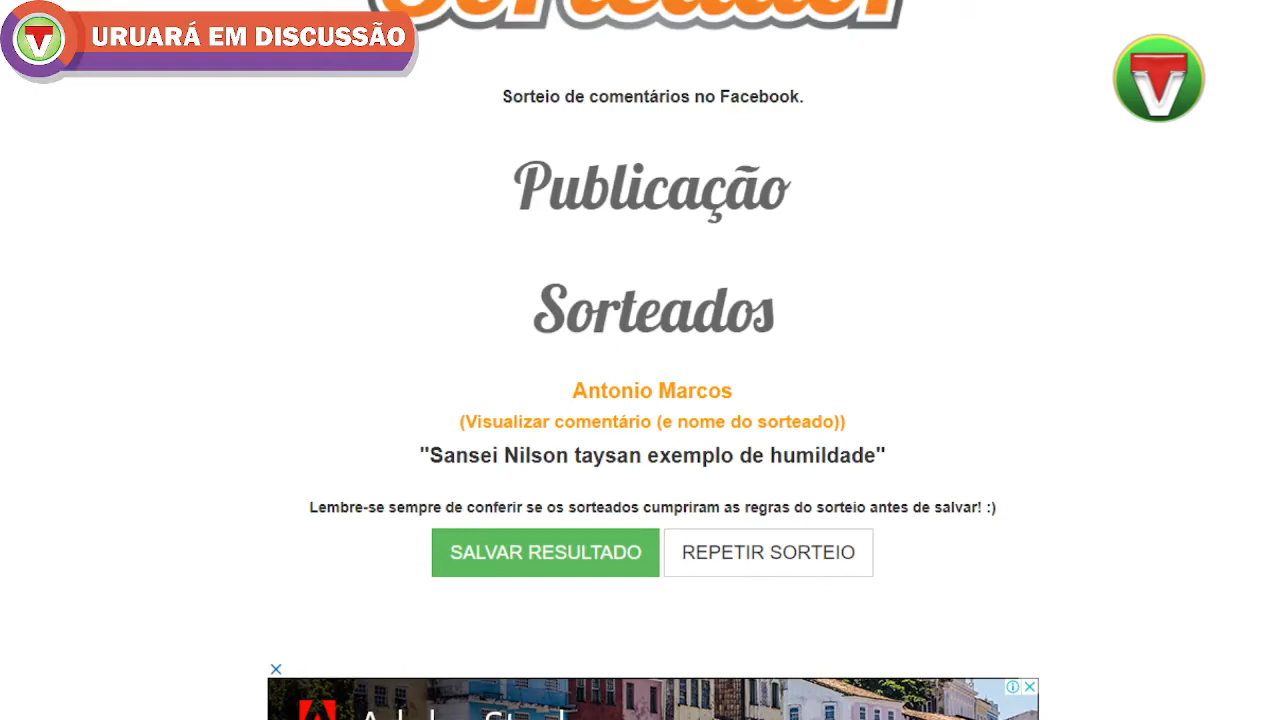 Sorteador
URUARÁ EM DISCUSSÃO
Sorteio de comentários no Facebook.
Publicação
Sorteados
Antonio Marcos
(Visualizar comentário (e nome do sorteado))
"Sansei Nilson taysan exemplo de humildade"
Lembre-se sempre de conferir se os sorteados cumpriram as regras do sorteio antes de salvar! :)
SALVAR RESULTADO
REPETIR SORTEIO